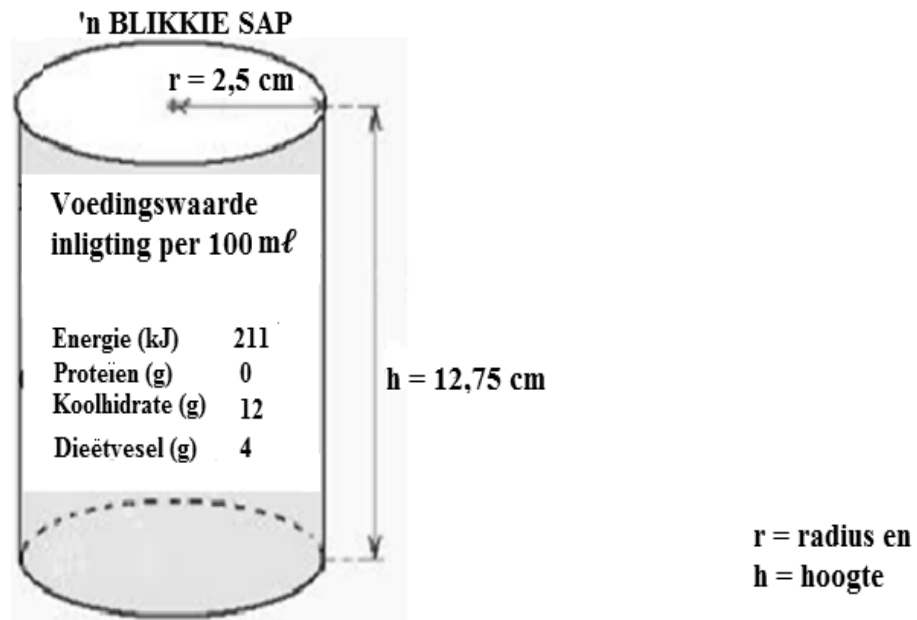 'n BLIKKIE SAP
r = 2,5 cm
Voedingswaarde
inligting per 100 mℓ
Energie (kJ) 211
Proteïen (g) 0
Koolhidrate (g) 12
Dieëtvesel (g) 4
h = 12,75 cm
r = radius en
h = hoogte